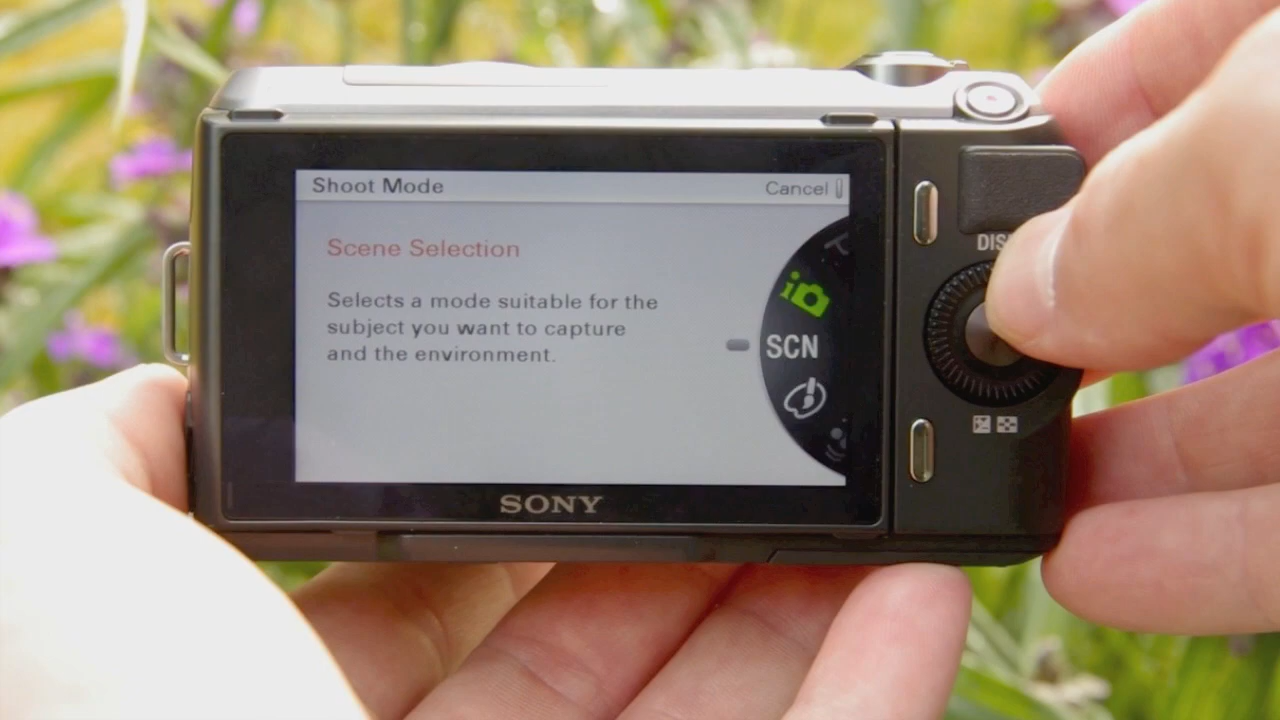 Shoot Mode
Cancel
Scene Selection
Selects a mode suitable for the
subject you want to capture
and the environment.
SCN
SONY